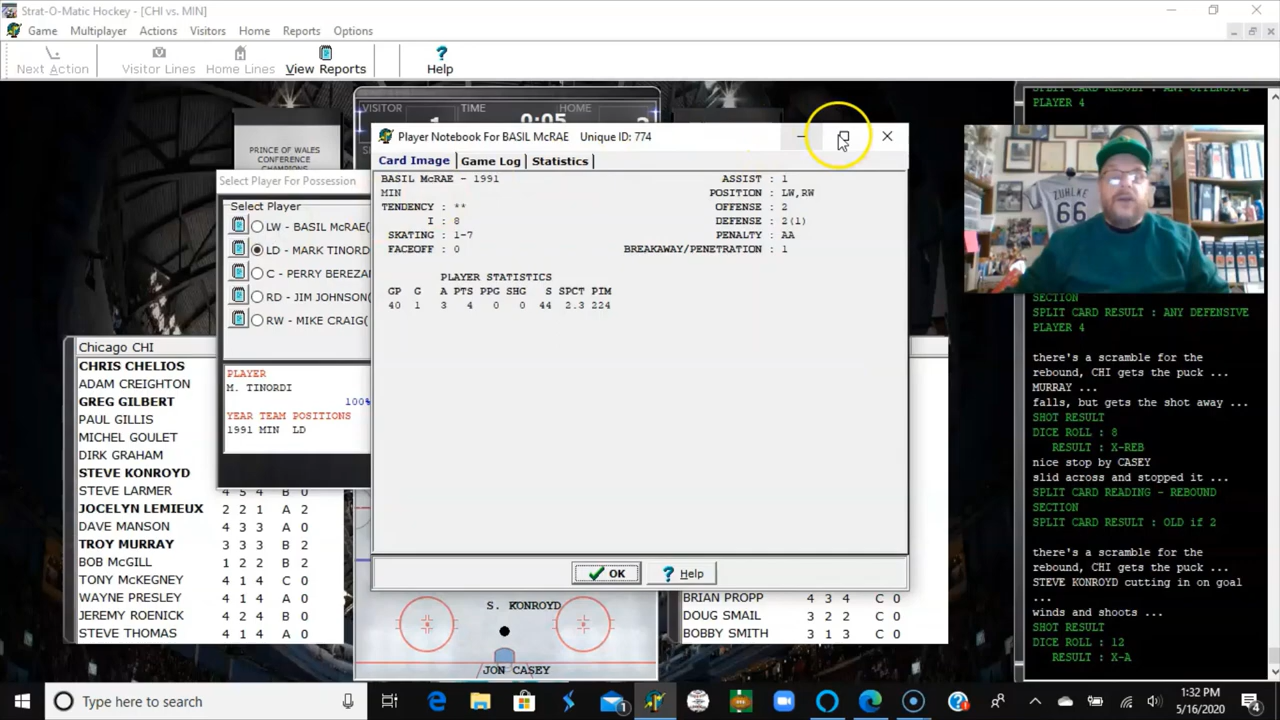 Strat-O-Matic Hockey - [CHI vs. MIN]
Game Multiplayer Actions Visitors Home Reports Options
Next Action Visitor Lines Home Lines View Reports Help
VISITOR TIME HOME
0:05
PRINCE OF WALES
CONFERENCE
CHAMPIONS
Select Player For Possession
Select Player
LW - BASIL McRAE(
LD - MARK TINORD
C - PERRY BEREZAN
RD - JIM JOHNSON(
RW - MIKE CRAIG(
PLAYER
M. TINORDI
100%
YEAR TEAM POSITIONS
1991 MIN LD
Player Notebook For BASIL McRAE Unique ID: 774
Card Image Game Log Statistics
BASIL McRAE - 1991 ASSIST : 1
MIN POSITION : LW,RW
TENDENCY : ** OFFENSE : 2
I : 8 DEFENSE : 2(1)
SKATING : 1-7 PENALTY : AA
FACEOFF : 0 BREAKAWAY/PENETRATION : 1
PLAYER STATISTICS
GP G A PTS PPG SHG S SPCT PIM
40 1 3 4 0 0 44 2.3 224
OK Help
Chicago CHI
CHRIS CHELIOS
ADAM CREIGHTON
GREG GILBERT
PAUL GILLIS
MICHEL GOULET
DIRK GRAHAM
STEVE KONROYD
STEVE LARMER 4 5 4 B 0
JOCELYN LEMIEUX 2 2 1 A 2
DAVE MANSON 4 3 3 A 0
TROY MURRAY 3 3 3 B 2
BOB McGILL 1 2 2 B 2
TONY McKEGNEY 4 1 4 C 0
WAYNE PRESLEY 4 1 4 A 0
JEREMY ROENICK 4 2 4 B 0
STEVE THOMAS 4 1 3 A 0
S. KONROYD
JON CASEY
BRIAN PROPP 4 3 4 C 0
DOUG SMAIL 3 2 2 C 0
BOBBY SMITH 3 1 3 C 0
SPLIT CARD RESULT : ANY OFFENSIVE
PLAYER 4
ZUHLKE
66
SECTION
SPLIT CARD RESULT : ANY DEFENSIVE
PLAYER 4
there's a scramble for the
rebound, CHI gets the puck ...
MURRAY ...
falls, but gets the shot away ...
SHOT RESULT
DICE ROLL : 8
RESULT : X-REB
nice stop by CASEY
slid across and stopped it ...
SPLIT CARD READING - REBOUND
SECTION
SPLIT CARD RESULT : OLD if 2
there's a scramble for the
rebound, CHI gets the puck ...
STEVE KONROYD cutting in on goal
...
winds and shoots ...
SHOT RESULT
DICE ROLL : 12
RESULT : X-A
Type here to search
1:32 PM
5/16/2020